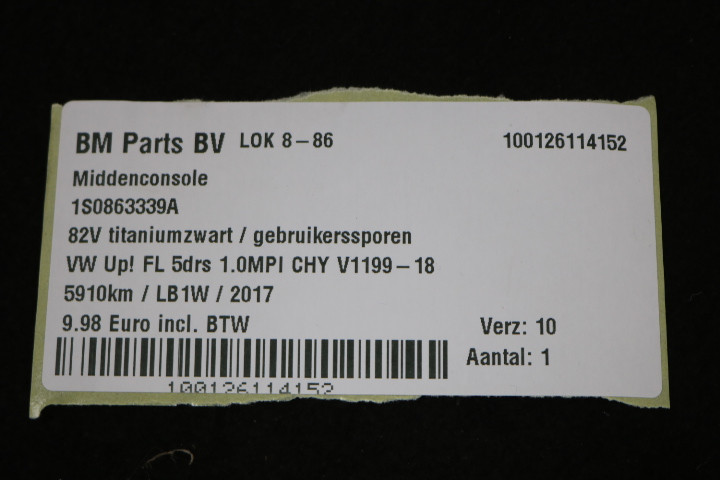 BM Parts BV LOK 8-86 100126114152
Middenconsole
1S0863339A
82V titaniumzwart / gebruikerssporen
VW Up! FL 5drs 1.0MPI CHY V1199-18
5910km / LB1W / 2017
9.98 Euro incl. BTW Verz: 10
Aantal: 1
100126114152